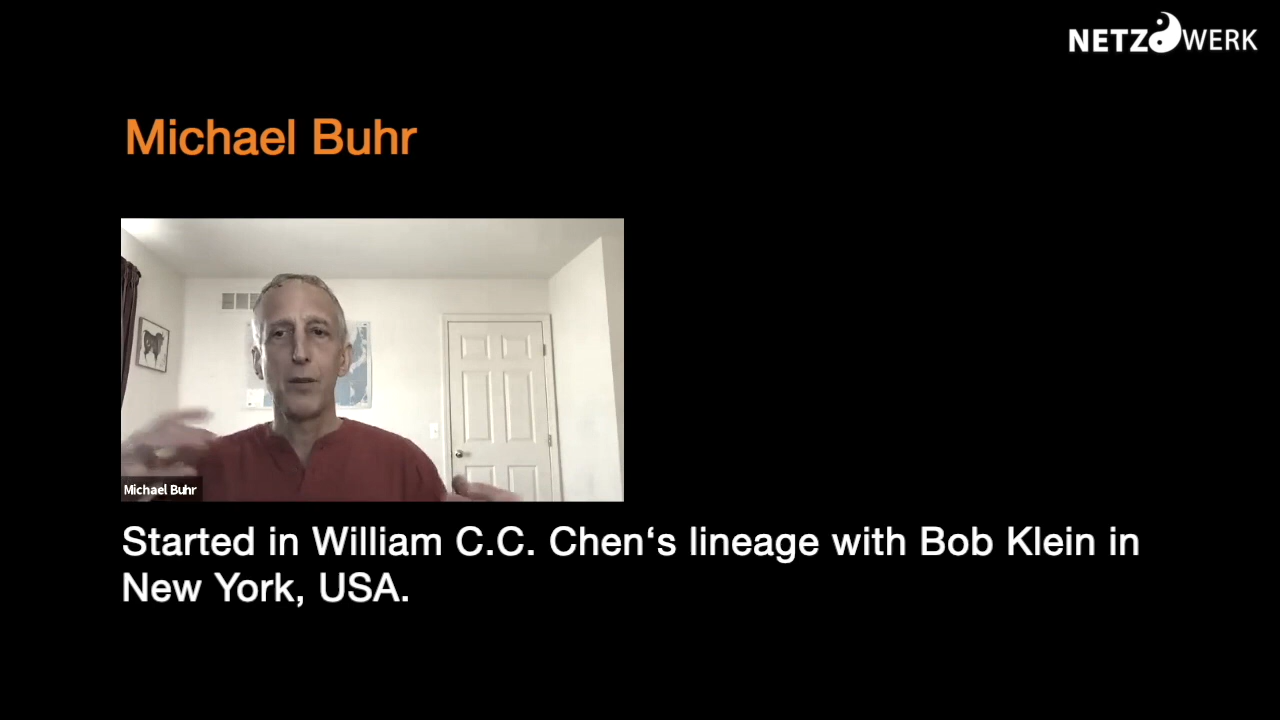 NETZ WERK
Michael Buhr
Michael Buhr
Started in William C.C. Chen‘s lineage with Bob Klein in
New York, USA.